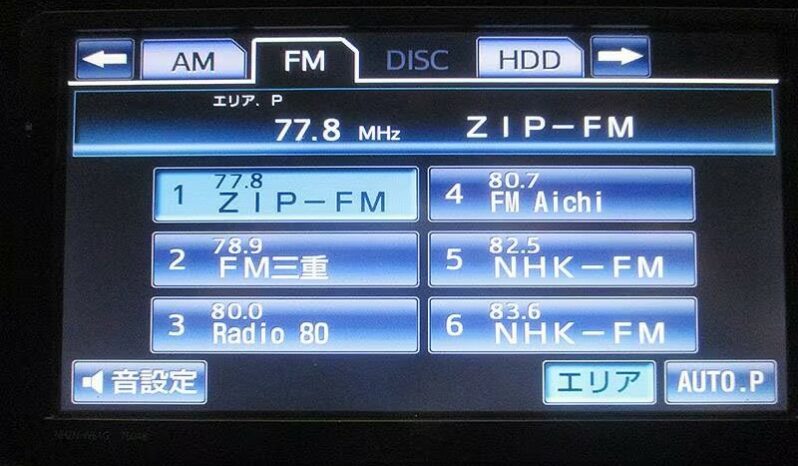 AM FM DISC HDD
エリア. P
77.8 MHz ZIP-FM
1 77.8 ZIP-FM
4 80.7 FM Aichi
2 78.9 FM三重
5 82.5 NHK-FM
3 80.0 Radio 80
6 83.6 NHK-FM
音設定 エリア AUTO.P